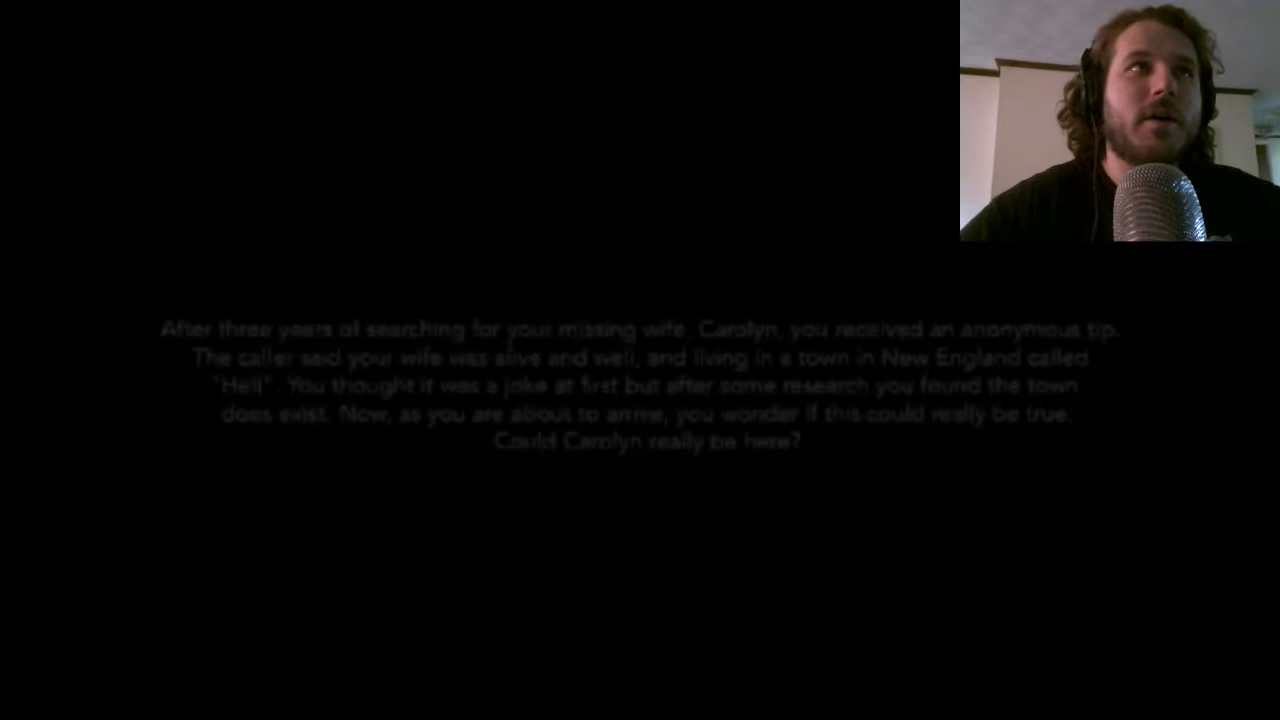 After three years of searching for your missing wife, Carolyn, you received an anonymous tip.
The caller said your wife was alive and well, and living in a town in New England called
"Hell". You thought it was a joke at first but after some research you found the town
does exist. Now, as you are about to arrive, you wonder if this could really be true.
Could Carolyn really be here?